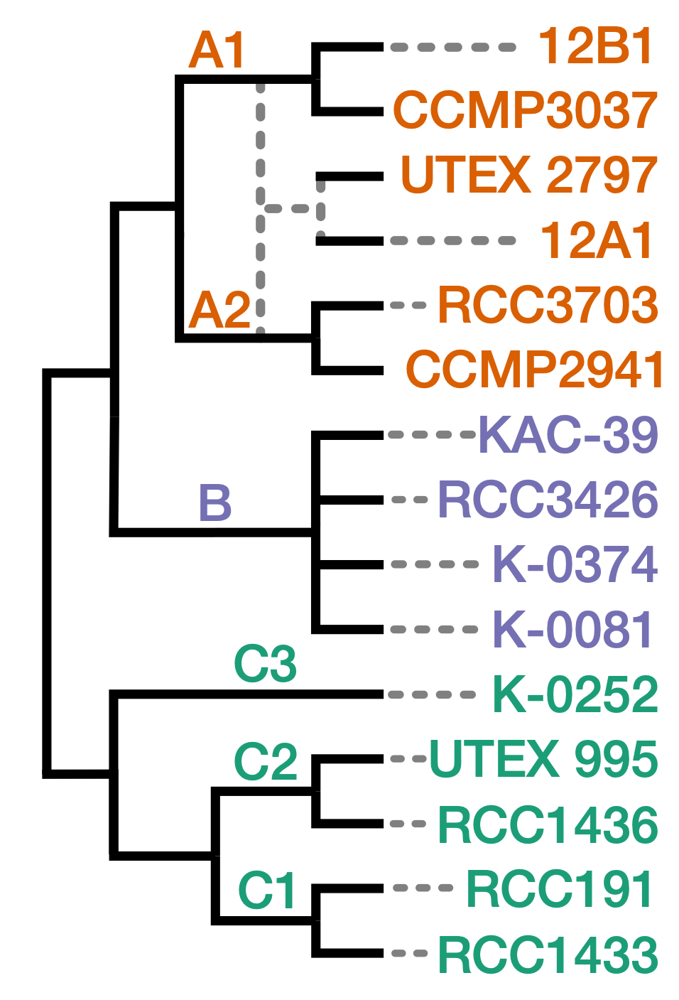 A1
12B1
CCMP3037
UTEX 2797
12A1
A2
RCC3703
CCMP2941
KAC-39
B
RCC3426
K-0374
K-0081
C3
K-0252
C2
UTEX 995
RCC1436
C1
RCC191
RCC1433